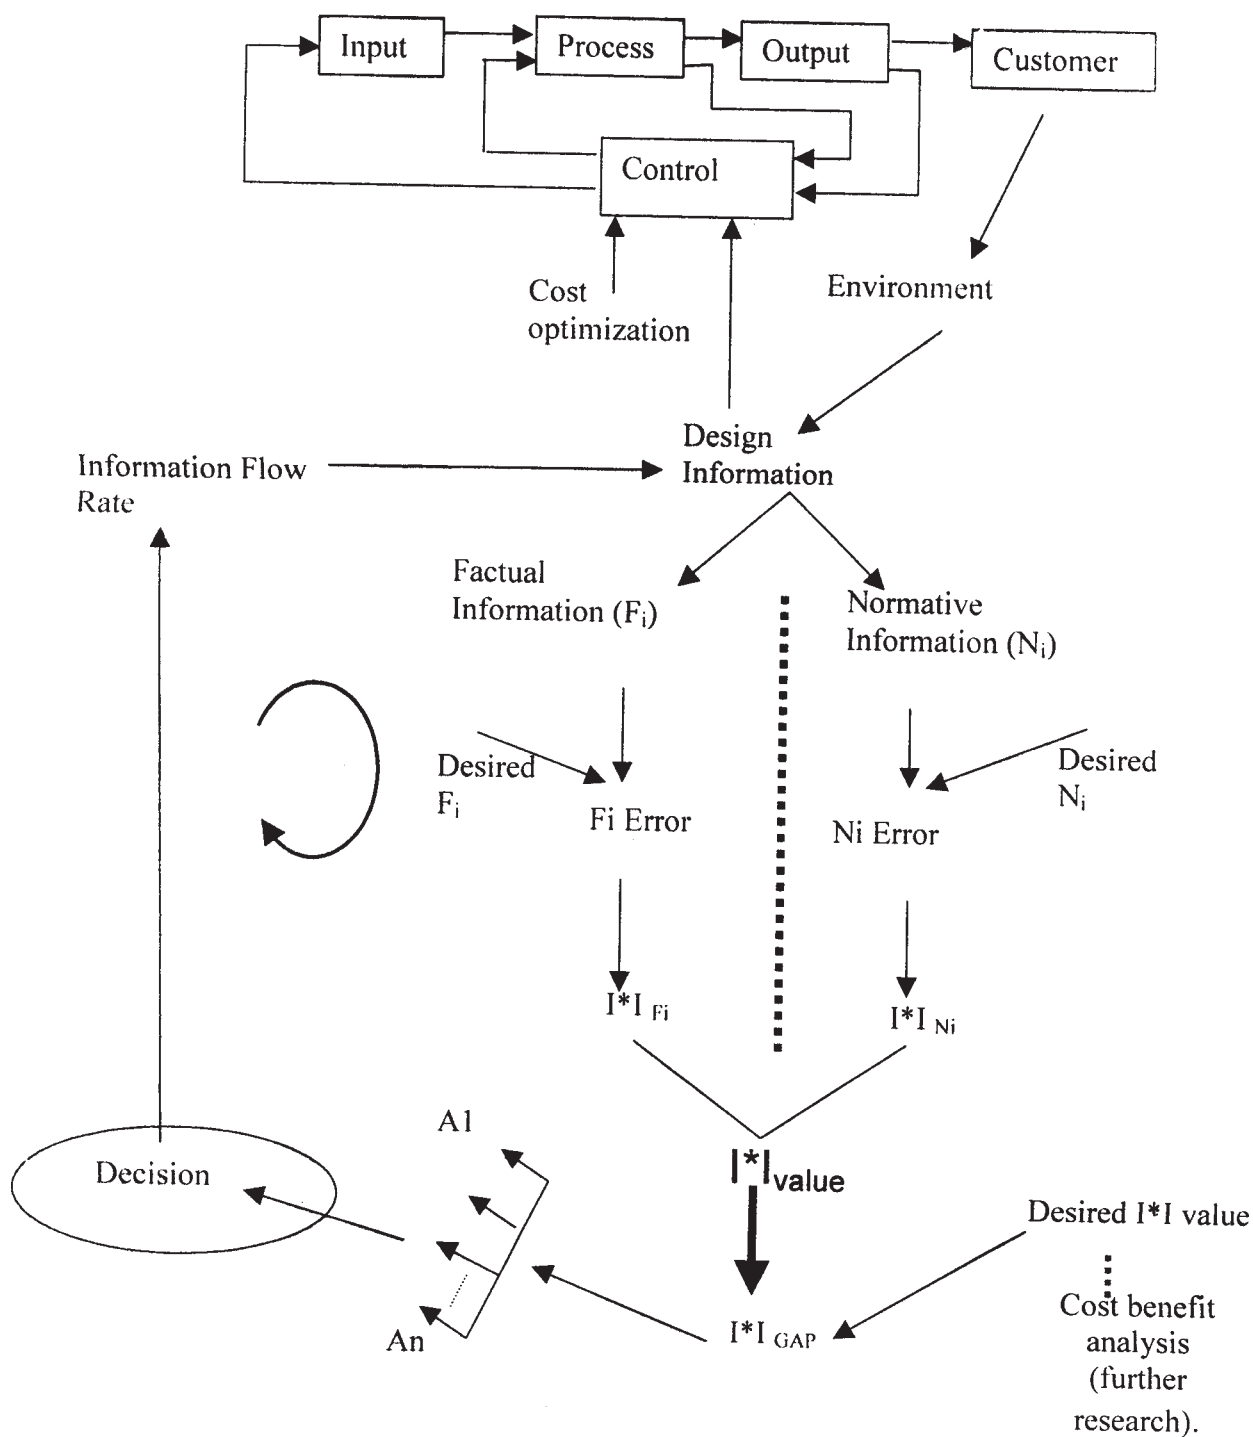 Input
Process
Output
Customer
Control
Cost
optimization
Environment
Design
Information
Information Flow
Rate
Factual
Information (Fi)
Normative
Information (Ni)
Desired
Fi
Fi Error
Desired
Ni
Ni Error
I*I Fi
I*I Ni
A1
I*I value
Decision
Desired I*I value
An
I*I GAP
Cost benefit
analysis
(further
research).